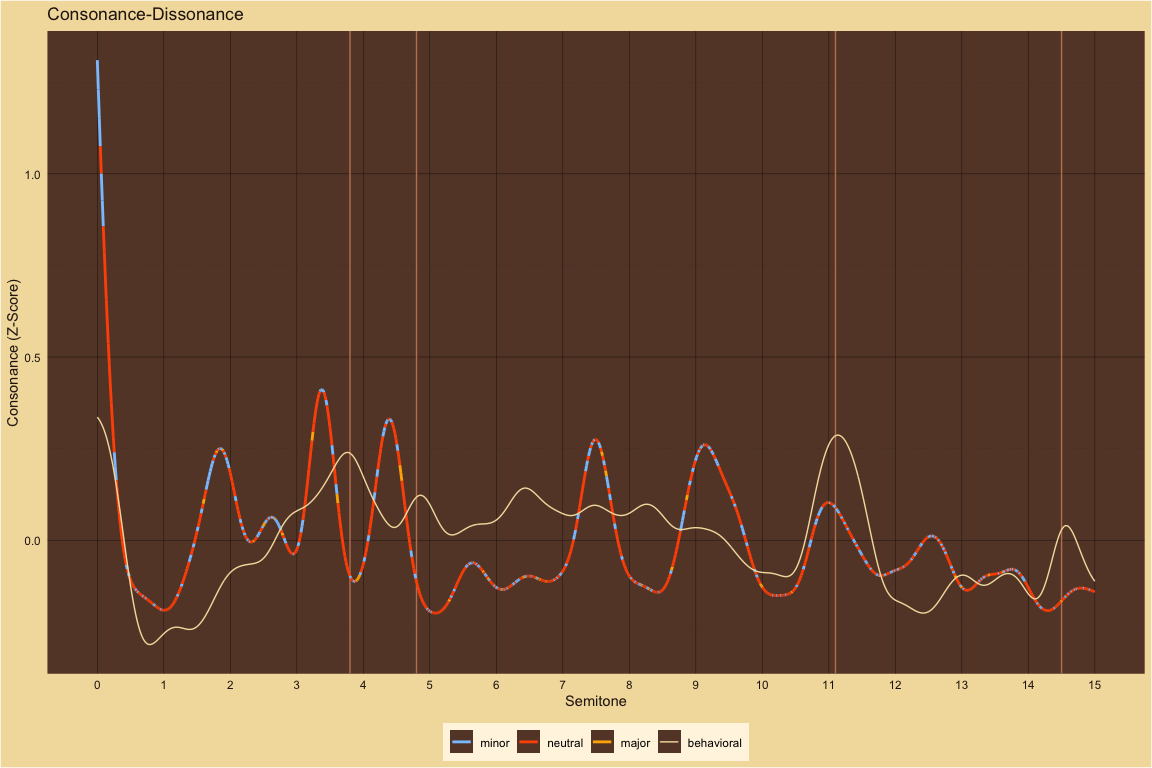 Consonance-Dissonance
Consonance (Z-Score)
1.0
0.5
0.0
0 1 2 3 4 5 6 7 8 9 10 11 12 13 14 15
Semitone
minor neutral major behavioral